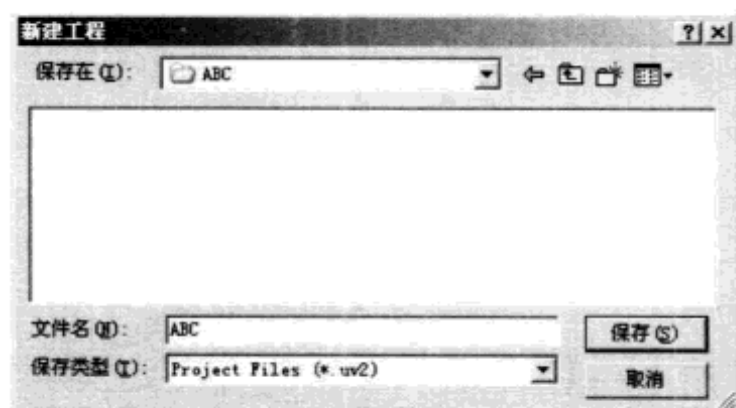 新建工程
? ×
保存在(I): ABC
文件名(N): ABC
保存(S)
保存类型(T): Project Files (*.uv2)
取消